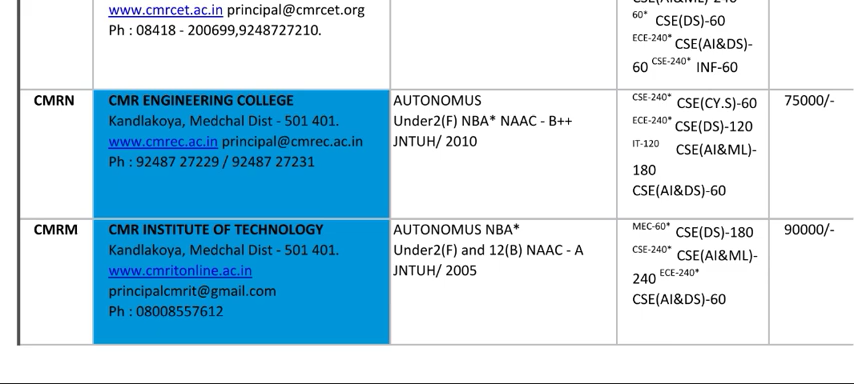 www.cmrcet.ac.in principal@cmrcet.org
Ph : 08418 - 200699,9248727210.
60* CSE(DS)-60
ECE-240* CSE(AI&DS)-
60 CSE-240* INF-60
CMRN
CMR ENGINEERING COLLEGE
Kandlakoya, Medchal Dist - 501 401.
www.cmrec.ac.in principal@cmrec.ac.in
Ph : 92487 27229 / 92487 27231
AUTONOMUS
Under2(F) NBA* NAAC - B++
JNTUH/ 2010
CSE-240* CSE(CY.S)-60
ECE-240* CSE(DS)-120
IT-120 CSE(AI&ML)-
180
CSE(AI&DS)-60
75000/-
CMRM
CMR INSTITUTE OF TECHNOLOGY
Kandlakoya, Medchal Dist - 501 401.
www.cmritonline.ac.in
principalcmrit@gmail.com
Ph : 08008557612
AUTONOMUS NBA*
Under2(F) and 12(B) NAAC - A
JNTUH/ 2005
MEC-60* CSE(DS)-180
CSE-240* CSE(AI&ML)-
240 ECE-240*
CSE(AI&DS)-60
90000/-